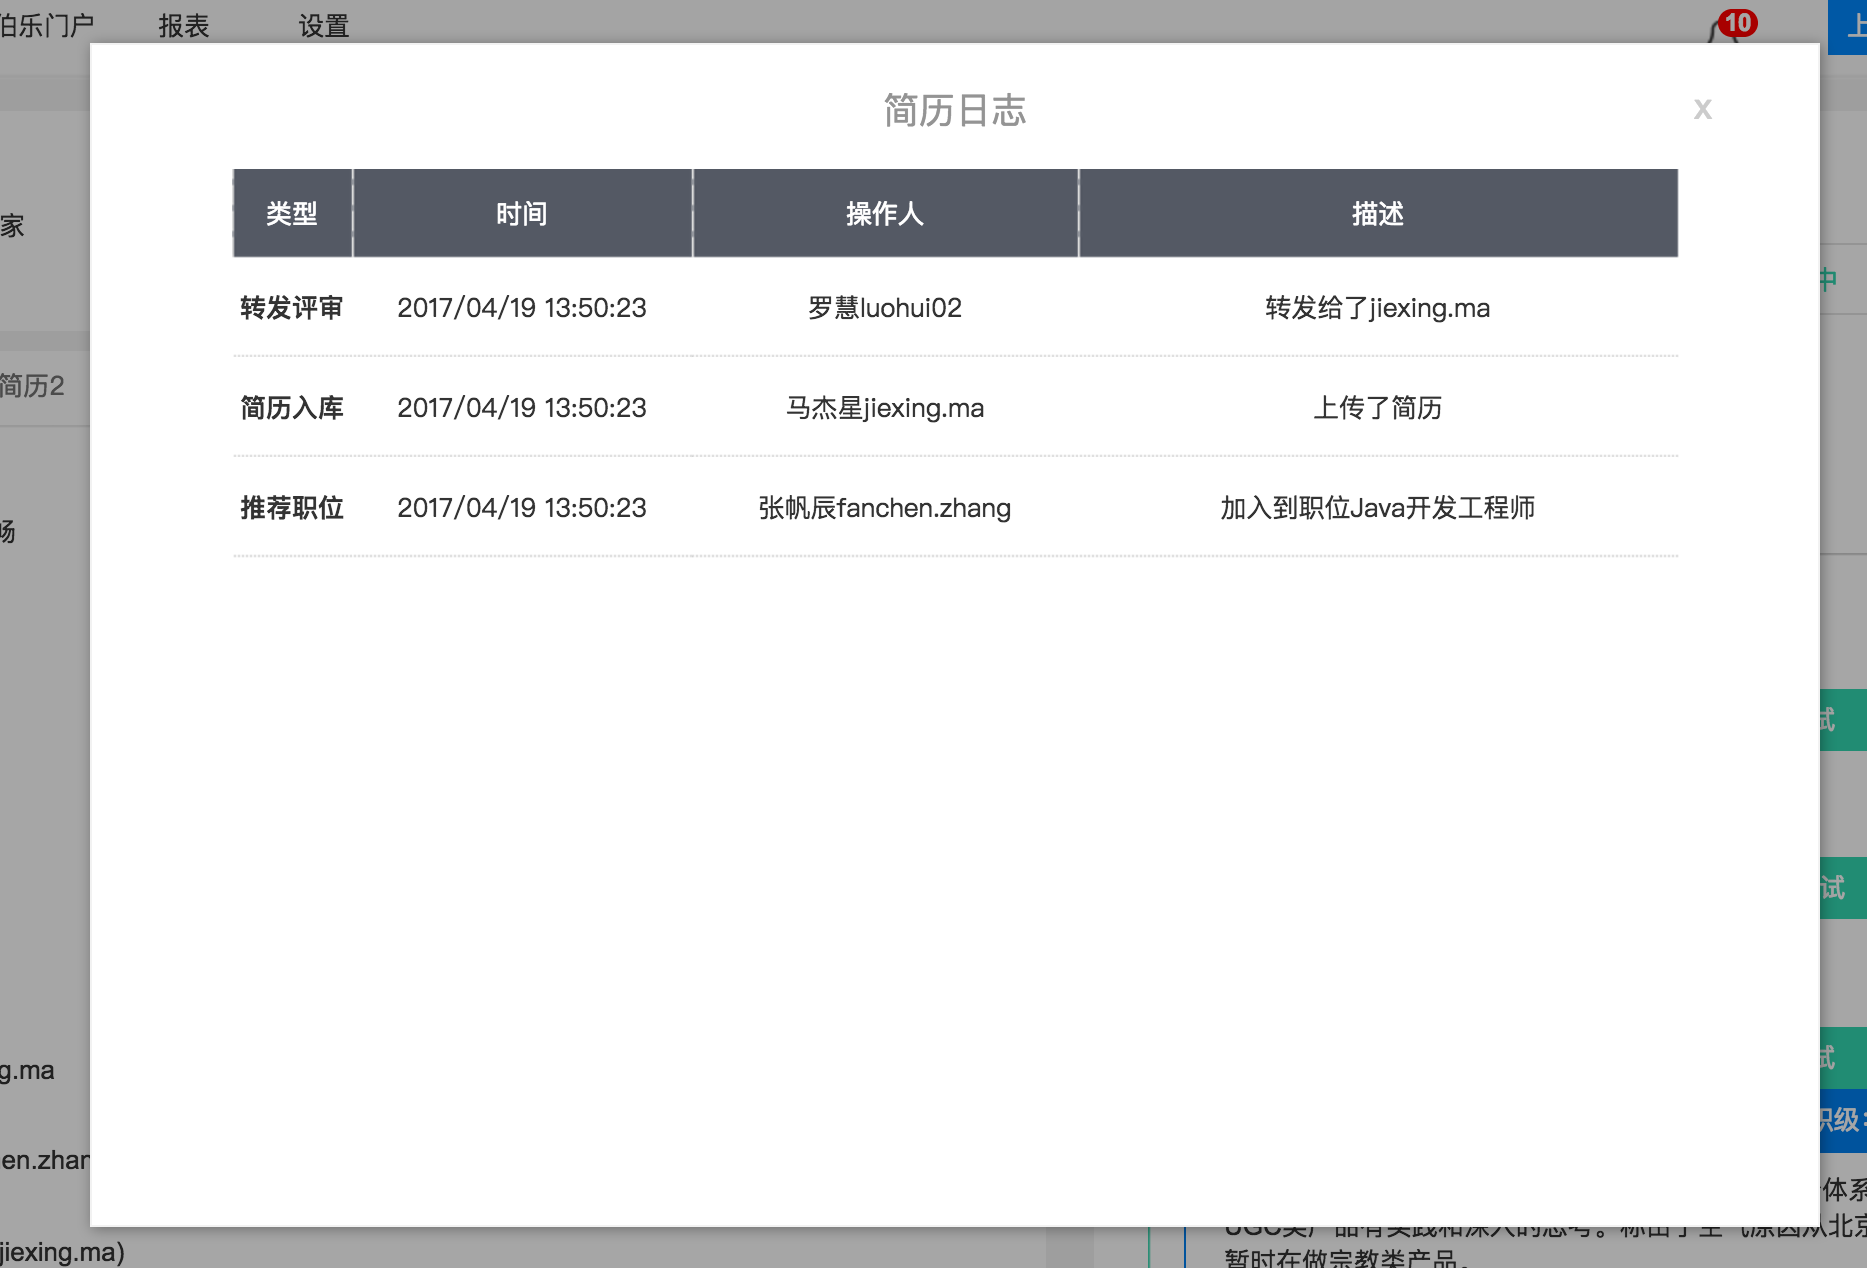 伯乐门户 报表 设置 10 上
简历日志 x
类型 时间 操作人 描述
家
中
转发评审 2017/04/19 13:50:23 罗慧luohui02 转发给了jiexing.ma
简历2
简历入库 2017/04/19 13:50:23 马杰星jiexing.ma 上传了简历
推荐职位 2017/04/19 13:50:23 张帆辰fanchen.zhang 加入到职位Java开发工程师
畅
试
试
试
g.ma
职级:
en.zhan
体系
jiexing.ma)
暂时在做宗教类产品。